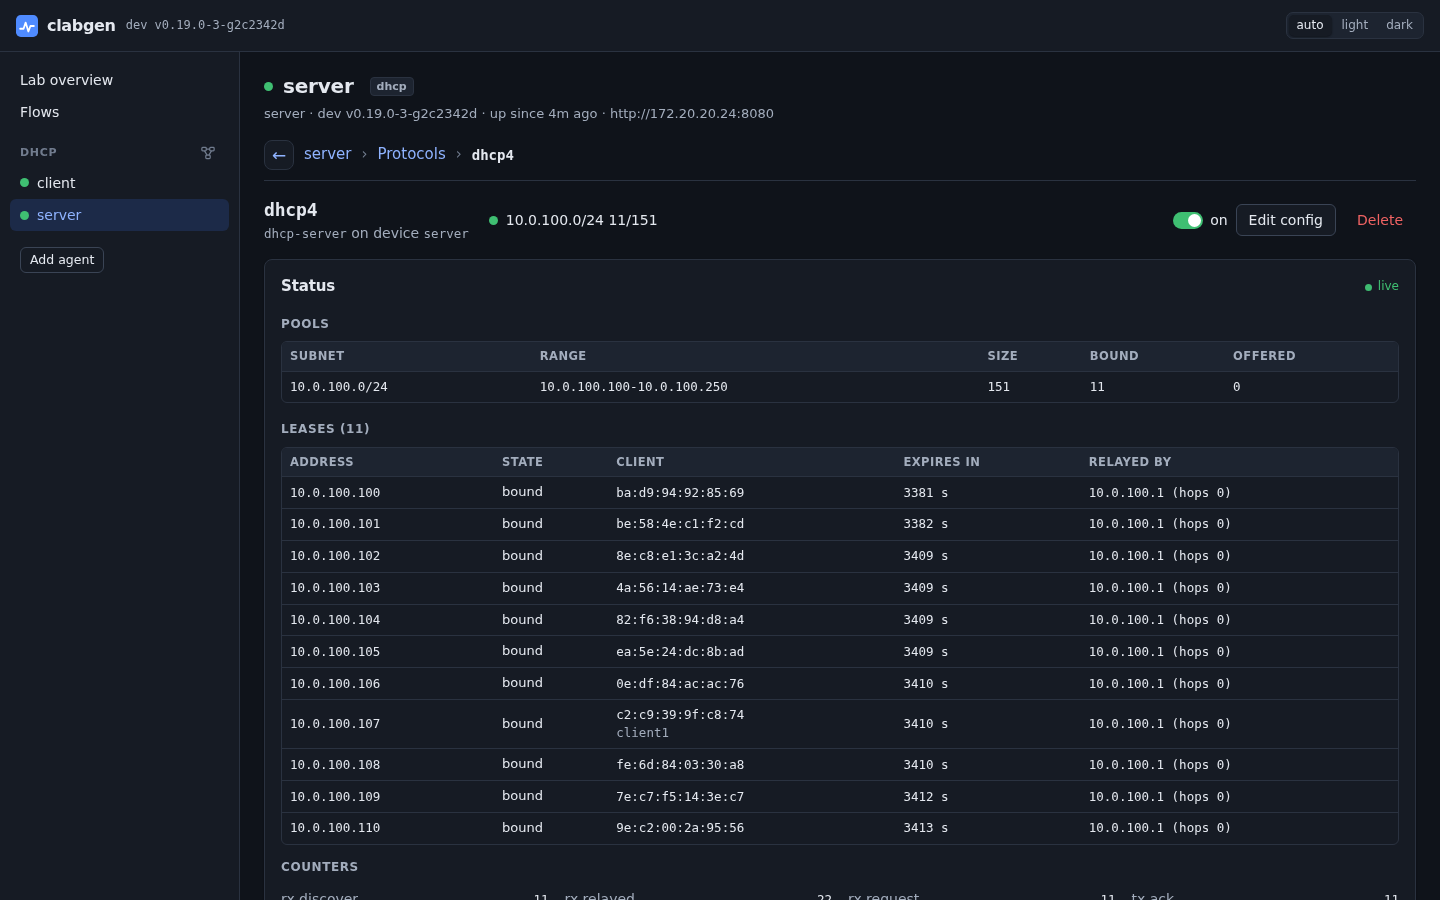 clabgen dev v0.19.0-3-g2c2342d auto light dark
Lab overview
Flows
DHCP
client
server
Add agent
server dhcp
server · dev v0.19.0-3-g2c2342d · up since 4m ago · http://172.20.20.24:8080
← server › Protocols › dhcp4
dhcp4
dhcp-server on device server
10.0.100.0/24 11/151
on Edit config Delete
Status live
POOLS
SUBNET RANGE SIZE BOUND OFFERED
10.0.100.0/24 10.0.100.100-10.0.100.250 151 11 0
LEASES (11)
ADDRESS STATE CLIENT EXPIRES IN RELAYED BY
10.0.100.100 bound ba:d9:94:92:85:69 3381 s 10.0.100.1 (hops 0)
10.0.100.101 bound be:58:4e:c1:f2:cd 3382 s 10.0.100.1 (hops 0)
10.0.100.102 bound 8e:c8:e1:3c:a2:4d 3409 s 10.0.100.1 (hops 0)
10.0.100.103 bound 4a:56:14:ae:73:e4 3409 s 10.0.100.1 (hops 0)
10.0.100.104 bound 82:f6:38:94:d8:a4 3409 s 10.0.100.1 (hops 0)
10.0.100.105 bound ea:5e:24:dc:8b:ad 3409 s 10.0.100.1 (hops 0)
10.0.100.106 bound 0e:df:84:ac:ac:76 3410 s 10.0.100.1 (hops 0)
10.0.100.107 bound c2:c9:39:9f:c8:74 3410 s 10.0.100.1 (hops 0)
client1
10.0.100.108 bound fe:6d:84:03:30:a8 3410 s 10.0.100.1 (hops 0)
10.0.100.109 bound 7e:c7:f5:14:3e:c7 3412 s 10.0.100.1 (hops 0)
10.0.100.110 bound 9e:c2:00:2a:95:56 3413 s 10.0.100.1 (hops 0)
COUNTERS
rx discover 11 rx relayed 22 rx request 11 tx ack 11